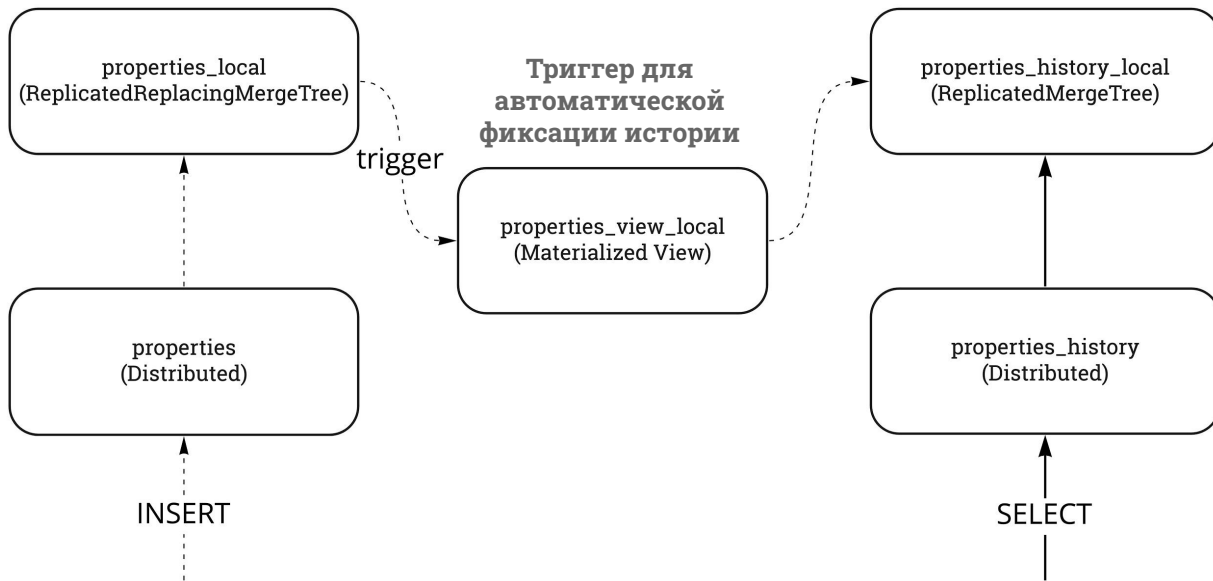 properties_local
(ReplicatedReplacingMergeTree)
Триггер для
автоматической
фиксации истории
properties_history_local
(ReplicatedMergeTree)
trigger
properties_view_local
(Materialized View)
properties
(Distributed)
properties_history
(Distributed)
INSERT
SELECT